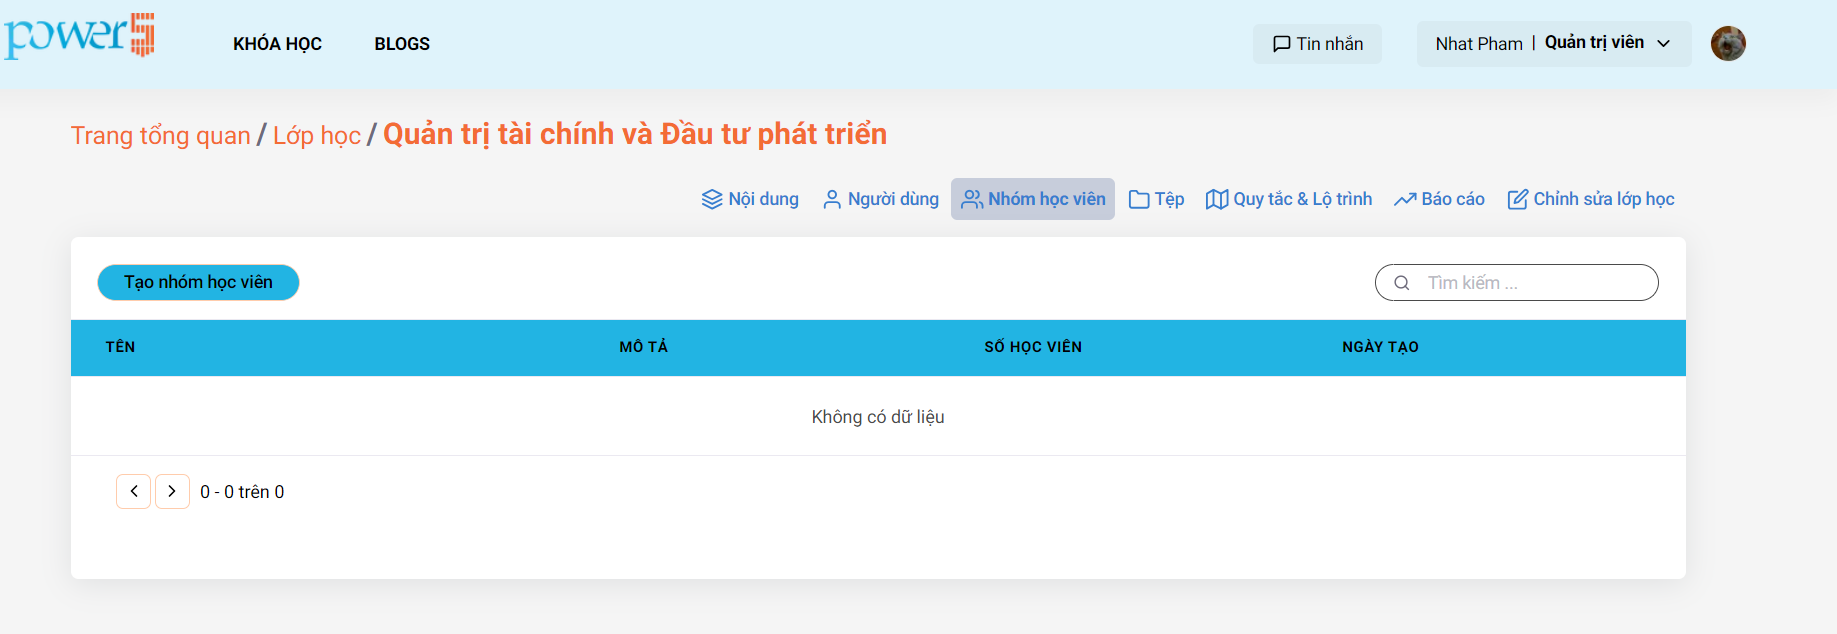 power5
KHÓA HỌC
BLOGS
Tin nhắn
Nhat Pham | Quản trị viên
Trang tổng quan / Lớp học / Quản trị tài chính và Đầu tư phát triển
Nội dung
Người dùng
Nhóm học viên
Tệp
Quy tắc & Lộ trình
Báo cáo
Chỉnh sửa lớp học
Tạo nhóm học viên
Tìm kiếm ...
TÊN
MÔ TẢ
SỐ HỌC VIÊN
NGÀY TẠO
Không có dữ liệu
0 - 0 trên 0